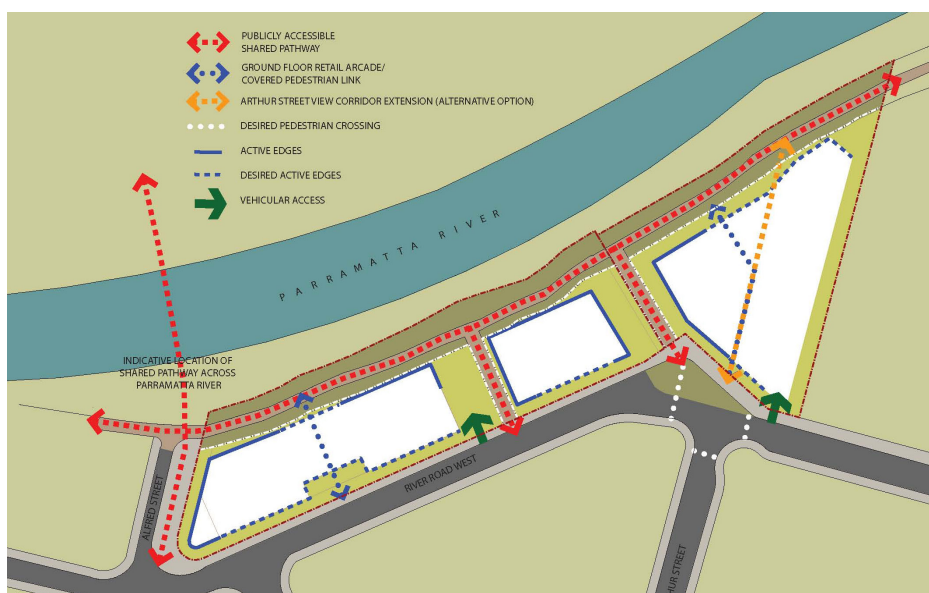 PUBLICLY ACCESSIBLE
SHARED PATHWAY
GROUND FLOOR RETAIL ARCADE/
COVERED PEDESTRIAN LINK
ARTHUR STREET VIEW CORRIDOR EXTENSION (ALTERNATIVE OPTION)
DESIRED PEDESTRIAN CROSSING
ACTIVE EDGES
DESIRED ACTIVE EDGES
VEHICULAR ACCESS
PARRAMATTA RIVER
INDICATIVE LOCATION OF
SHARED PATHWAY ACROSS
PARRAMATTA RIVER
ALFRED STREET
RIVER ROAD WEST
HUR STREET